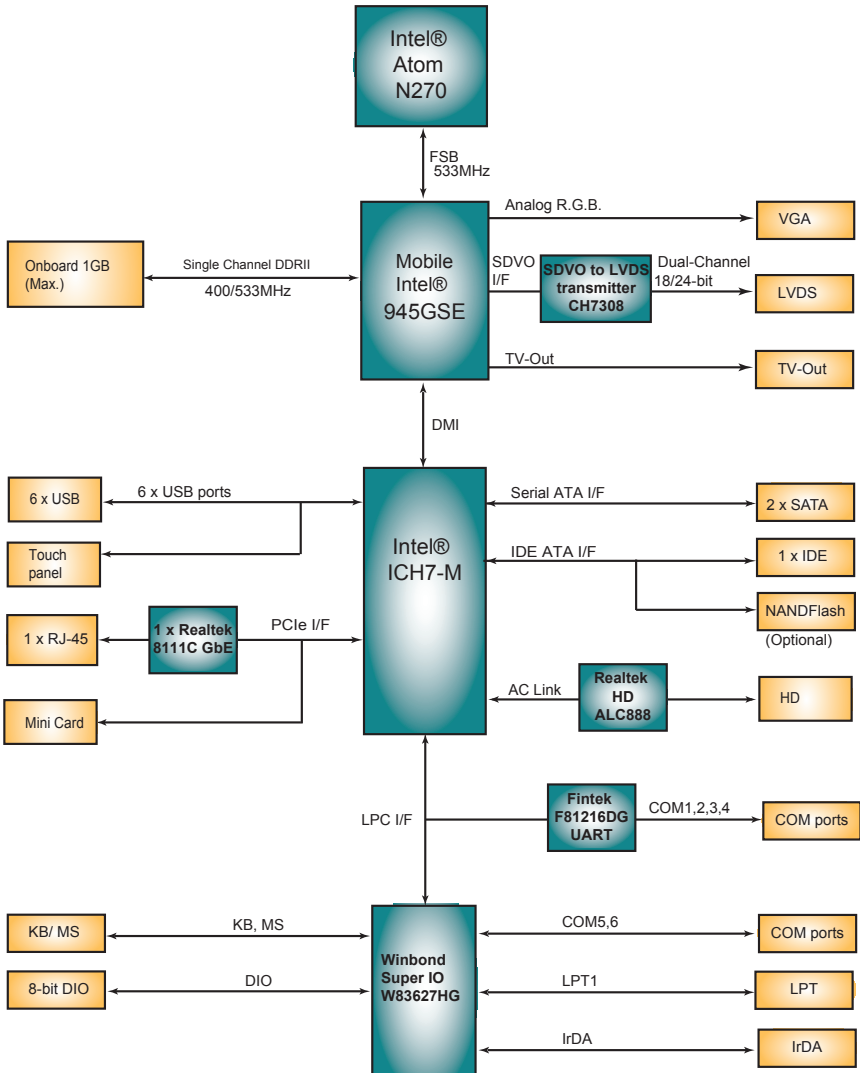 Intel®
Atom
N270
FSB
533MHz
Analog R.G.B.
VGA
Onboard 1GB
(Max.)
Single Channel DDRII
400/533MHz
Mobile
Intel®
945GSE
SDVO
I/F
SDVO to LVDS
transmitter
CH7308
Dual-Channel
18/24-bit
LVDS
TV-Out
TV-Out
DMI
6 x USB
6 x USB ports
Touch
panel
Intel®
ICH7-M
Serial ATA I/F
2 x SATA
IDE ATA I/F
1 x IDE
NANDFlash
(Optional)
1 x RJ-45
1 x Realtek
8111C GbE
PCIe I/F
Mini Card
AC Link
Realtek
HD
ALC888
HD
LPC I/F
Fintek
F81216DG
UART
COM1,2,3,4
COM ports
KB/ MS
KB, MS
8-bit DIO
DIO
Winbond
Super IO
W83627HG
COM5,6
COM ports
LPT1
LPT
IrDA
IrDA